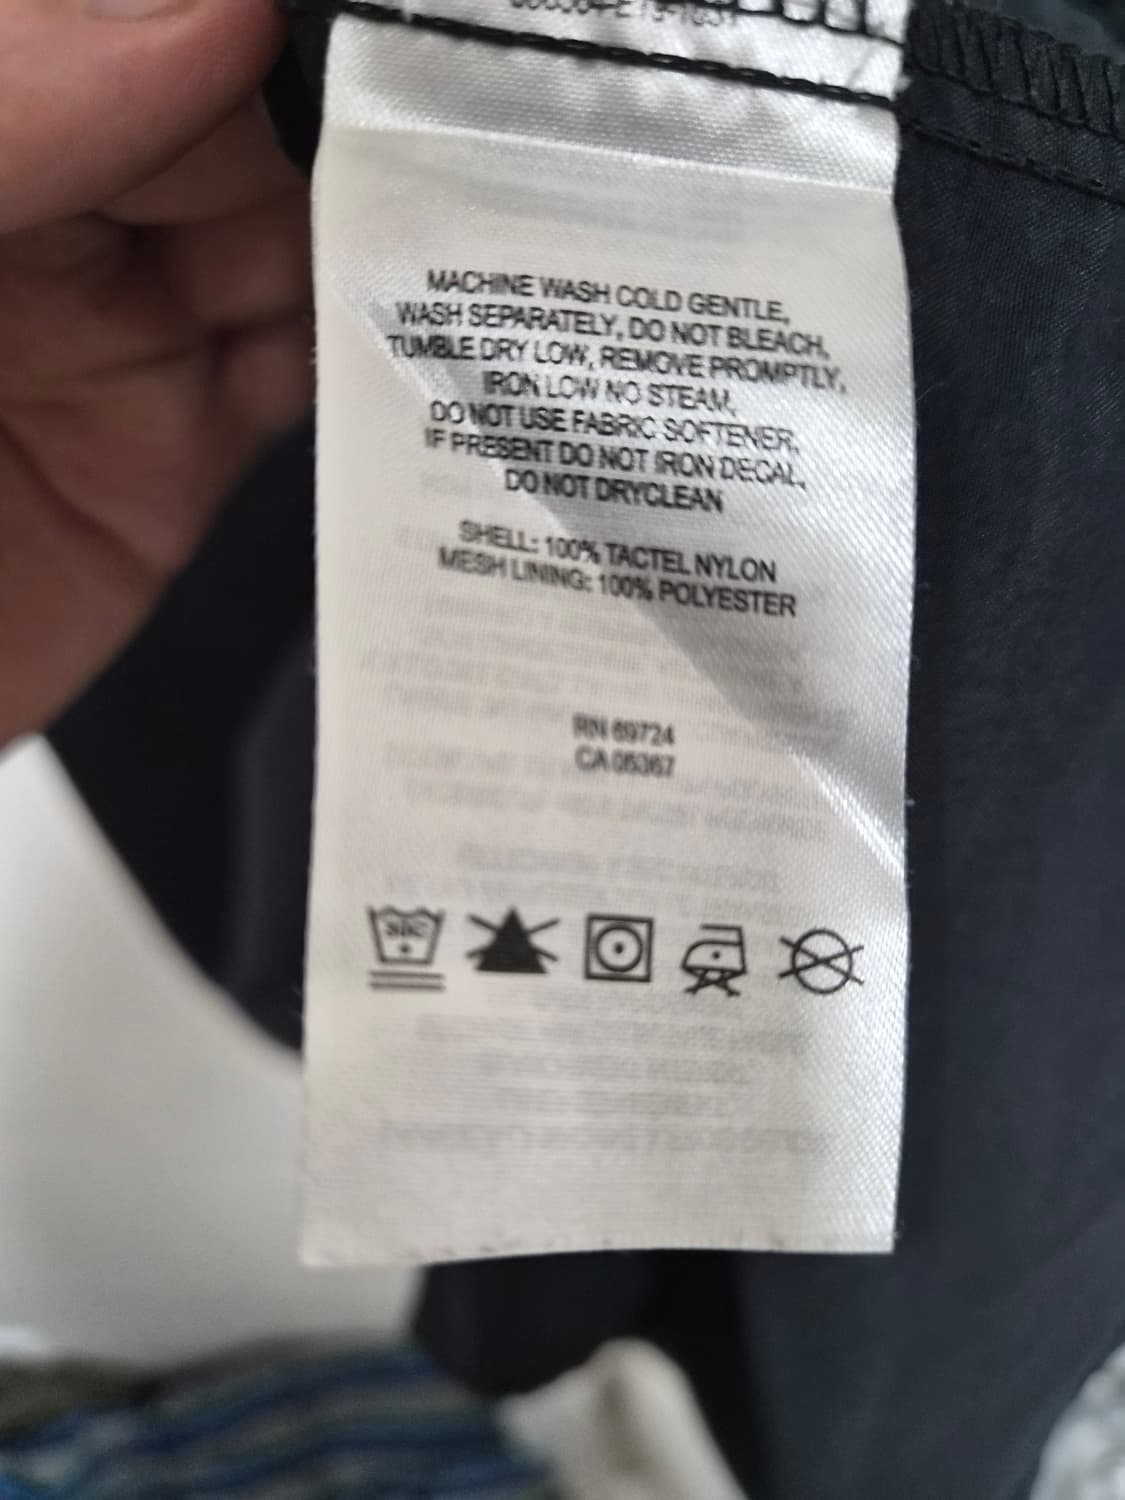 MACHINE WASH COLD GENTLE,
WASH SEPARATELY, DO NOT BLEACH,
TUMBLE DRY LOW, REMOVE PROMPTLY,
IRON LOW NO STEAM,
DO NOT USE FABRIC SOFTENER,
IF PRESENT DO NOT IRON DECAL,
DO NOT DRYCLEAN
SHELL: 100% TACTEL NYLON
MESH LINING: 100% POLYESTER
RN 69724
CA 06367
30C